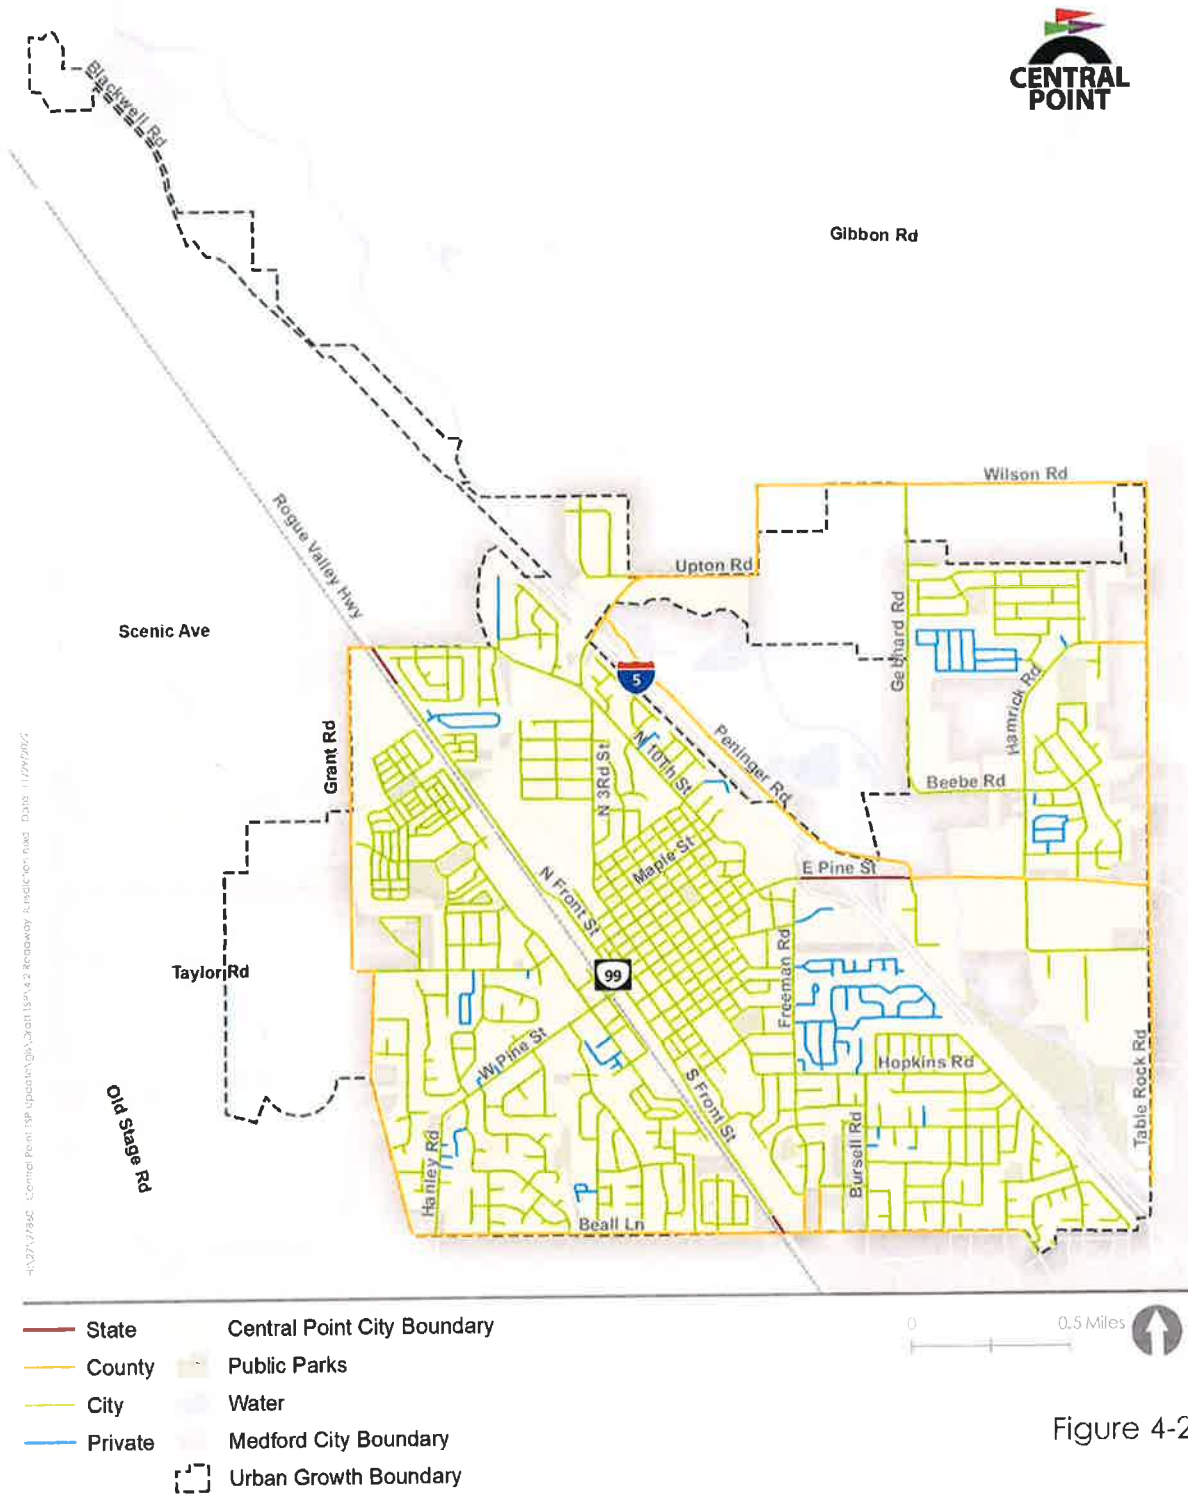 CENTRAL
POINT
Blackwell Rd
Gibbon Rd
Wilson Rd
Rogue Valley Hwy
Upton Rd
Scenic Ave
Gebhard Rd
5
Hamrick Rd
Grant Rd
N 3Rd St
N 10Th St
Peninger Rd
Beebe Rd
Maple St
E Pine St
N Front St
99
Freeman Rd
Taylor Rd
W Pine St
Hopkins Rd
S Front St
Table Rock Rd
Old Stage Rd
Hanley Rd
Bursell Rd
Beall Ln
State
County
City
Private
Central Point City Boundary
Public Parks
Water
Medford City Boundary
Urban Growth Boundary
0
0.5 Miles
Figure 4-2